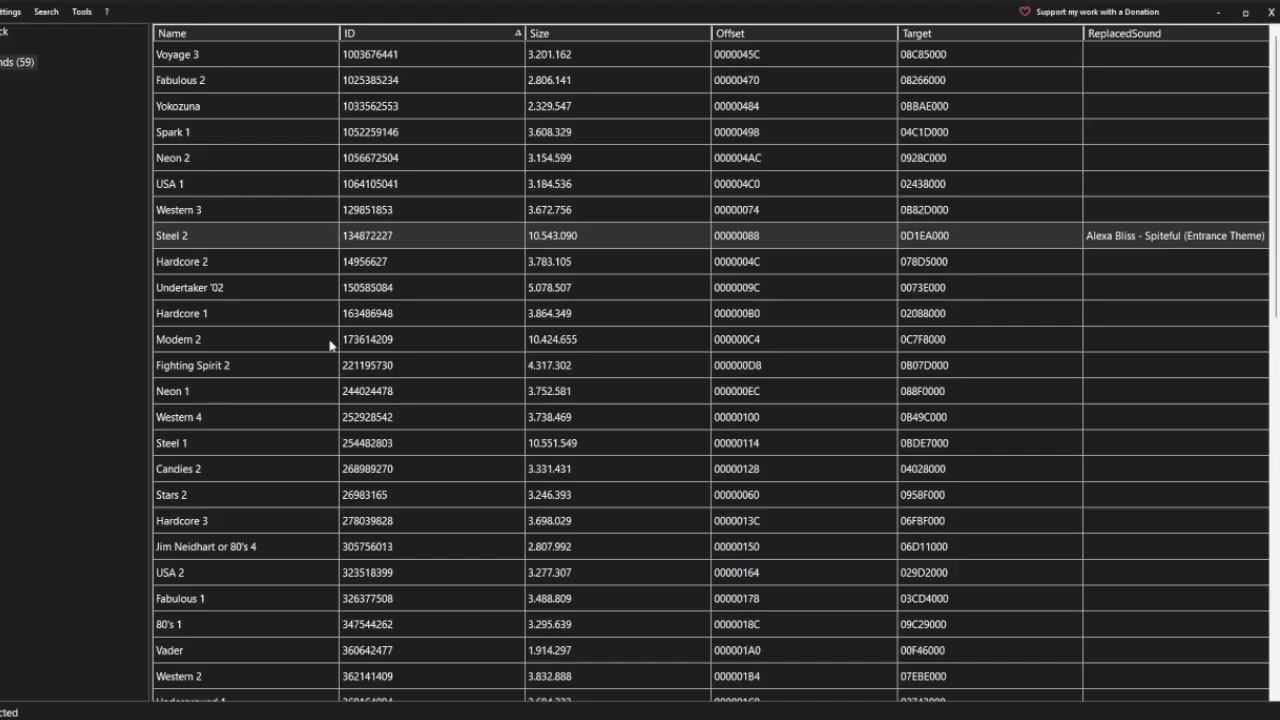 ttings Search Tools ? Support my work with a Donation - X
ck
nds (59)
Name ID Size Offset Target ReplacedSound
Voyage 3 1003676441 3.201.162 0000045C 08C85000
Fabulous 2 1025385234 2.806.141 00000470 08266000
Yokozuna 1033562553 2.329.547 00000484 0BBAE000
Spark 1 1052259146 3.608.329 00000498 04C1D000
Neon 2 1056672504 3.154.599 000004AC 0928C000
USA 1 1064105041 3.184.536 000004C0 02438000
Western 3 129851853 3.672.756 00000074 0B82D000
Steel 2 134872227 10.543.090 00000088 0D1EA000 Alexa Bliss - Spiteful (Entrance Theme)
Hardcore 2 14956627 3.783.105 0000004C 078D5000
Undertaker '02 150585084 5.078.507 0000009C 0073E000
Hardcore 1 163486948 3.864.349 000000B0 02088000
Modern 2 173614209 10.424.655 000000C4 0C7F8000
Fighting Spirit 2 221195730 4.317.302 000000D8 0B07D000
Neon 1 244024478 3.752.581 000000EC 088F0000
Western 4 252928542 3.738.469 00000100 0B49C000
Steel 1 254482803 10.551.549 00000114 0BDE7000
Candies 2 268989270 3.331.431 00000128 04028000
Stars 2 26983165 3.246.393 00000060 0958F000
Hardcore 3 278039828 3.698.029 0000013C 06FBF000
Jim Neidhart or 80's 4 305756013 2.807.992 00000150 06D11000
USA 2 323518399 3.277.307 00000164 029D2000
Fabulous 1 326377508 3.488.809 00000178 03CD4000
80's 1 347544262 3.295.639 0000018C 09C29000
Vader 360642477 1.914.297 000001A0 00F46000
Western 2 362141409 3.832.888 000001B4 07EBE000
cted